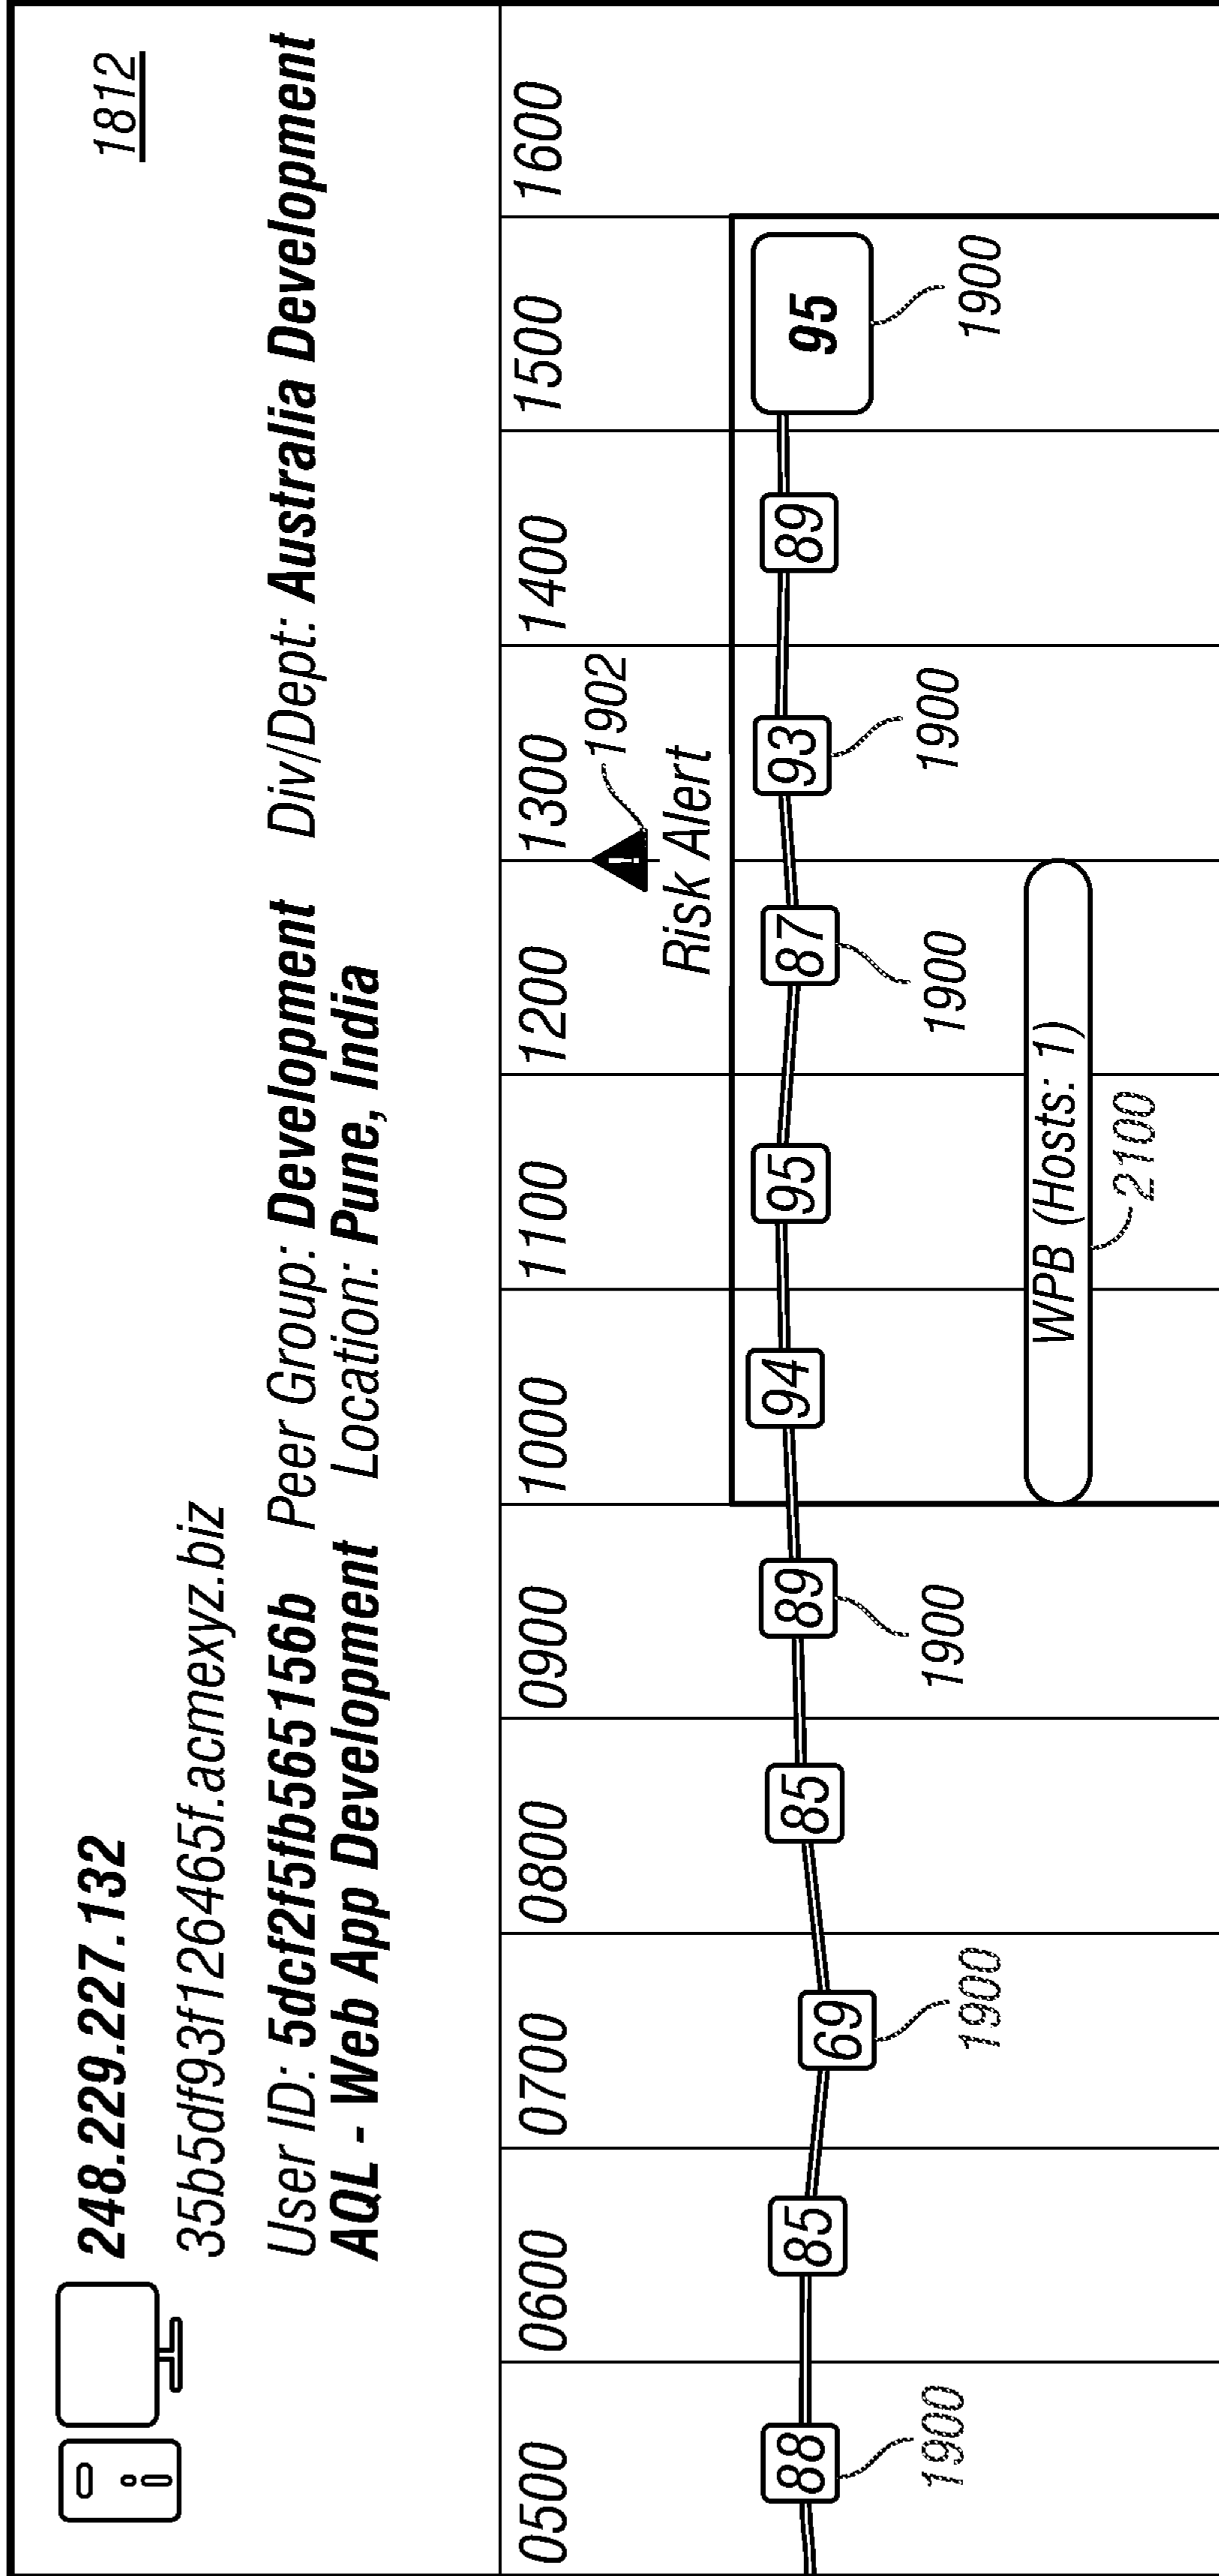 1812
248.229.227.132
35b5df93f126465f.acmexyz.biz
User ID: 5dcf2f5fb565156b Peer Group: Development Div/Dept: Australia Development
AQL - Web App Development Location: Pune, India
0500 0600 0700 0800 0900 1000 1100 1200 1300 1400 1500 1600
1902
Risk Alert
88 85 69 85 89 94 95 87 93 89 95
1900 1900 1900 1900 1900 1900
WPB (Hosts: 1)
2100